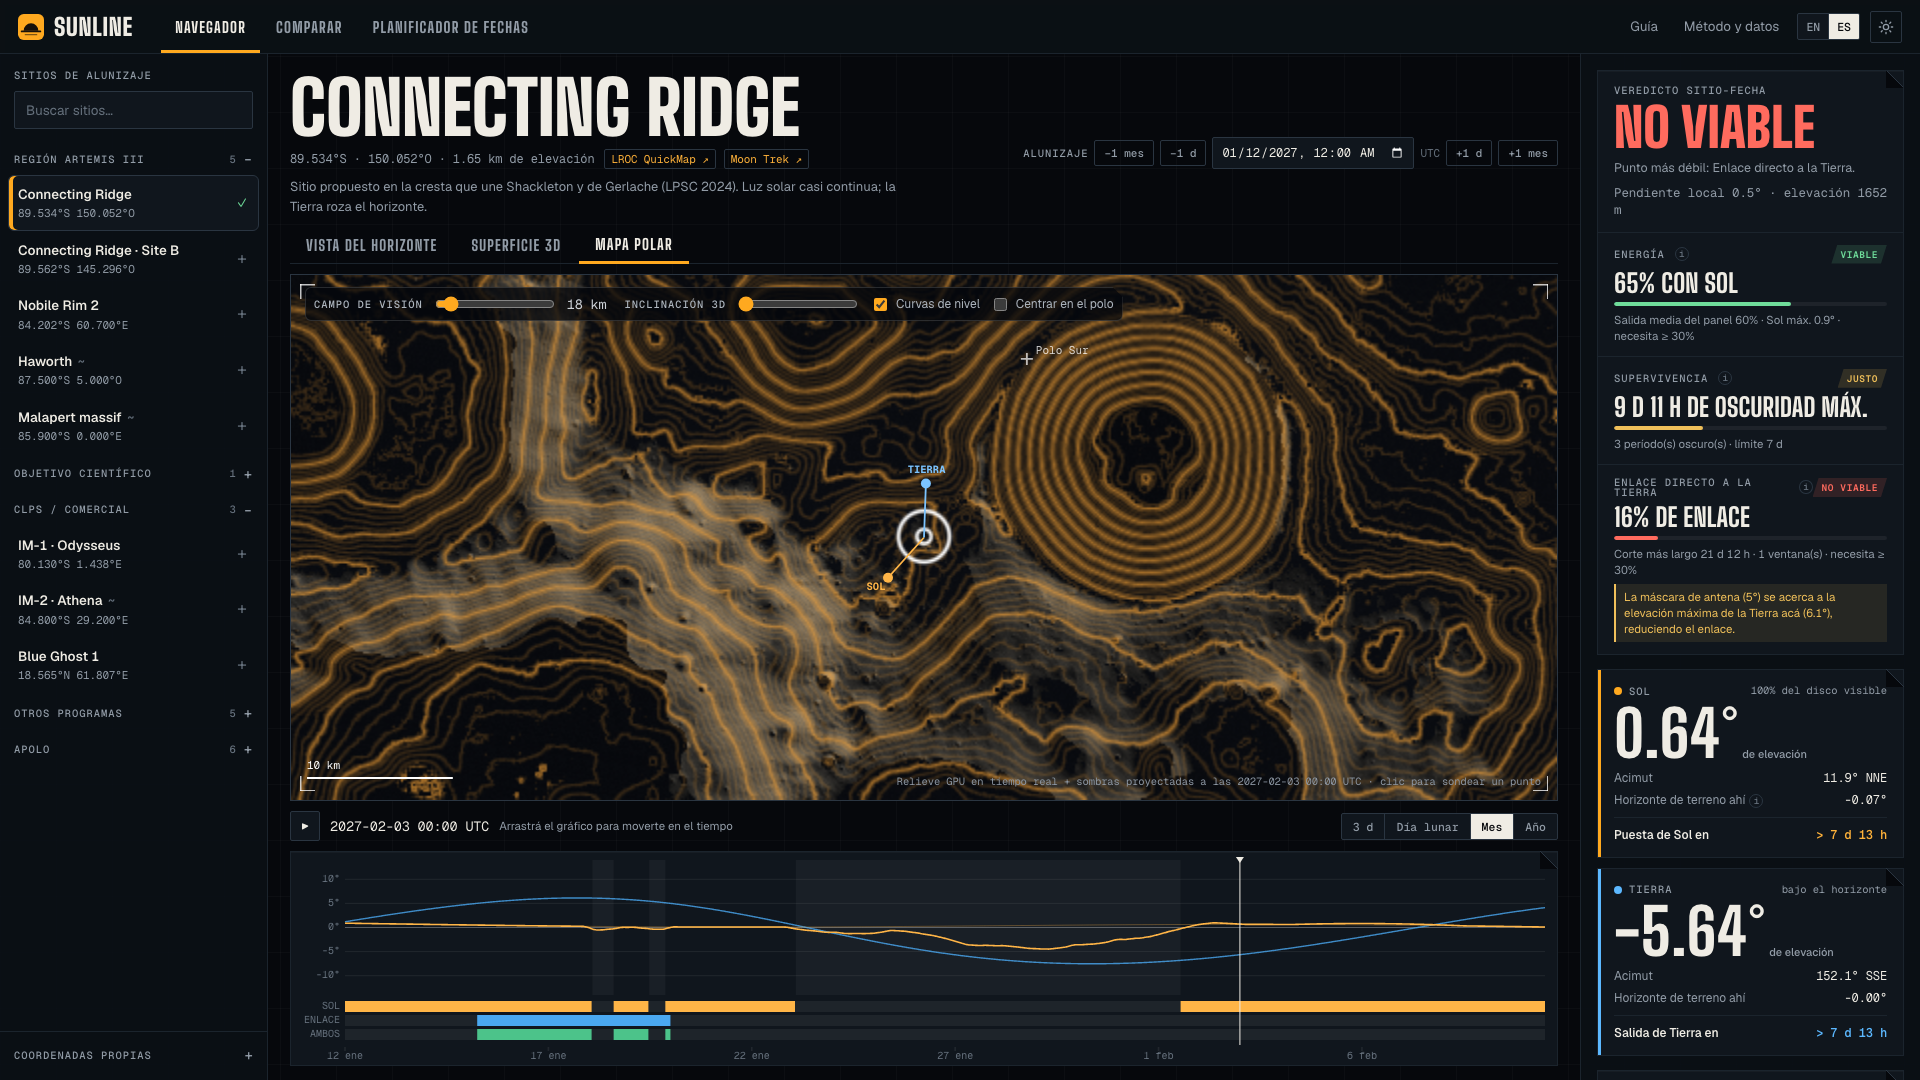 SUNLINE
NAVEGADOR
COMPARAR
PLANIFICADOR DE FECHAS
Guía
Método y datos
EN
ES
SITIOS DE ALUNIZAJE
Buscar sitios…
REGIÓN ARTEMIS III 5 −
Connecting Ridge
89.534°S 150.052°O
✓
Connecting Ridge · Site B
89.562°S 145.296°O
+
Nobile Rim 2
84.202°S 60.700°E
+
Haworth ~
87.500°S 5.000°O
+
Malapert massif ~
85.900°S 0.000°E
+
OBJETIVO CIENTÍFICO 1 +
CLPS / COMERCIAL 3 −
IM-1 · Odysseus
80.130°S 1.438°E
+
IM-2 · Athena ~
84.800°S 29.200°E
+
Blue Ghost 1
18.565°N 61.807°E
+
OTROS PROGRAMAS 5 +
APOLO 6 +
COORDENADAS PROPIAS +
CONNECTING RIDGE
89.534°S · 150.052°O · 1.65 km de elevación LROC QuickMap ↗ Moon Trek ↗
Sitio propuesto en la cresta que une Shackleton y de Gerlache (LPSC 2024). Luz solar casi continua; la
Tierra roza el horizonte.
ALUNIZAJE −1 mes −1 d 01/12/2027, 12:00 AM UTC +1 d +1 mes
VISTA DEL HORIZONTE
SUPERFICIE 3D
MAPA POLAR
CAMPO DE VISIÓN 18 km INCLINACIÓN 3D Curvas de nivel Centrar en el polo
Polo Sur
TIERRA
SOL
10 km
Relieve GPU en tiempo real + sombras proyectadas a las 2027-02-03 00:00 UTC · clic para sondear un punto
2027-02-03 00:00 UTC Arrastrá el gráfico para moverte en el tiempo
3 d Día lunar Mes Año
10°
5°
0°
−5°
−10°
SOL
ENLACE
AMBOS
12 ene 17 ene 22 ene 27 ene 1 feb 6 feb
VEREDICTO SITIO-FECHA
NO VIABLE
Punto más débil: Enlace directo a la Tierra.
Pendiente local 0.5° · elevación 1652
m
ENERGÍA i VIABLE
65% CON SOL
Salida media del panel 60% · Sol máx. 0.9° ·
necesita ≥ 30%
SUPERVIVENCIA i JUSTO
9 D 11 H DE OSCURIDAD MÁX.
3 período(s) oscuro(s) · límite 7 d
ENLACE DIRECTO A LA
TIERRA i NO VIABLE
16% DE ENLACE
Corte más largo 21 d 12 h · 1 ventana(s) · necesita ≥
30%
La máscara de antena (5°) se acerca a la
elevación máxima de la Tierra acá (6.1°),
reduciendo el enlace.
SOL 100% del disco visible
0.64° de elevación
Acimut 11.9° NNE
Horizonte de terreno ahí i −0.07°
Puesta de Sol en > 7 d 13 h
TIERRA bajo el horizonte
−5.64° de elevación
Acimut 152.1° SSE
Horizonte de terreno ahí −0.00°
Salida de Tierra en > 7 d 13 h